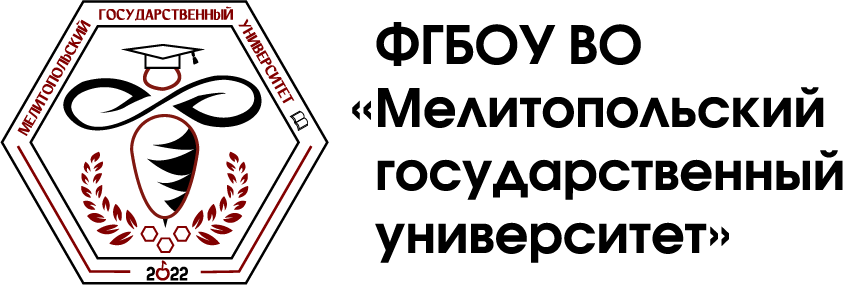 МЕЛИТОПОЛЬСКИЙ ГОСУДАРСТВЕННЫЙ УНИВЕРСИТЕТ
2022
ФГБОУ ВО
«Мелитопольский
государственный
университет»